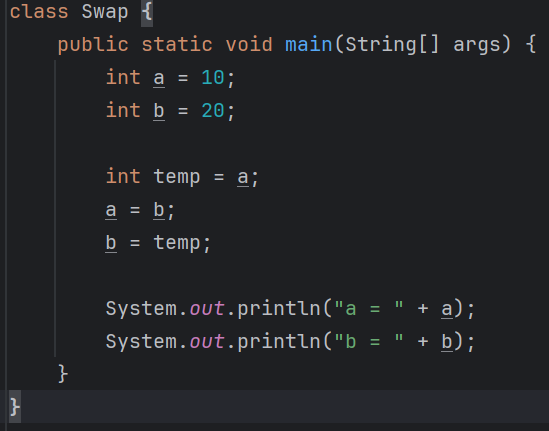 class Swap {
    public static void main(String[] args) {
        int a = 10;
        int b = 20;

        int temp = a;
        a = b;
        b = temp;

        System.out.println("a = " + a);
        System.out.println("b = " + b);
    }
}